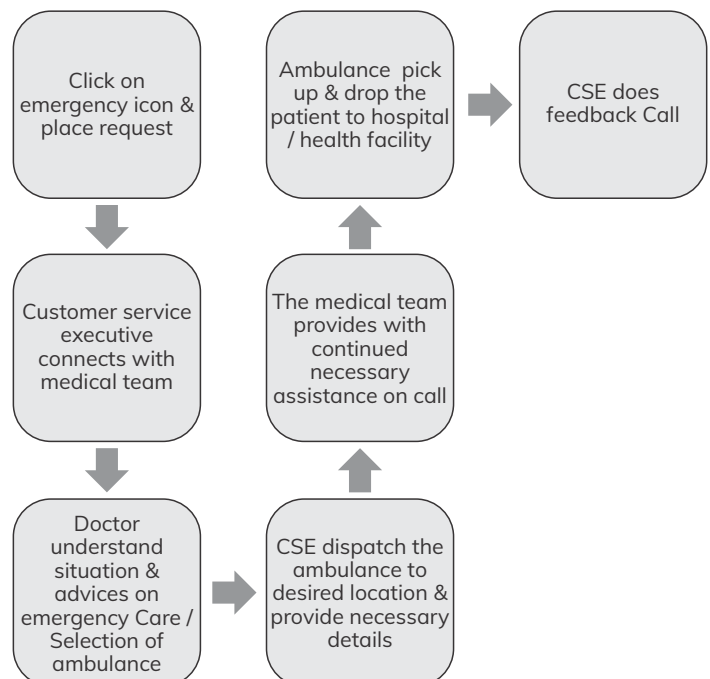 Click on
emergency icon &
place request
Customer service
executive
connects with
medical team
Doctor
understand
situation &
advices on
emergency Care /
Selection of
ambulance
CSE dispatch the
ambulance to
desired location &
provide necessary
details
The medical team
provides with
continued
necessary
assistance on call
Ambulance pick
up & drop the
patient to hospital
/ health facility
CSE does
feedback Call